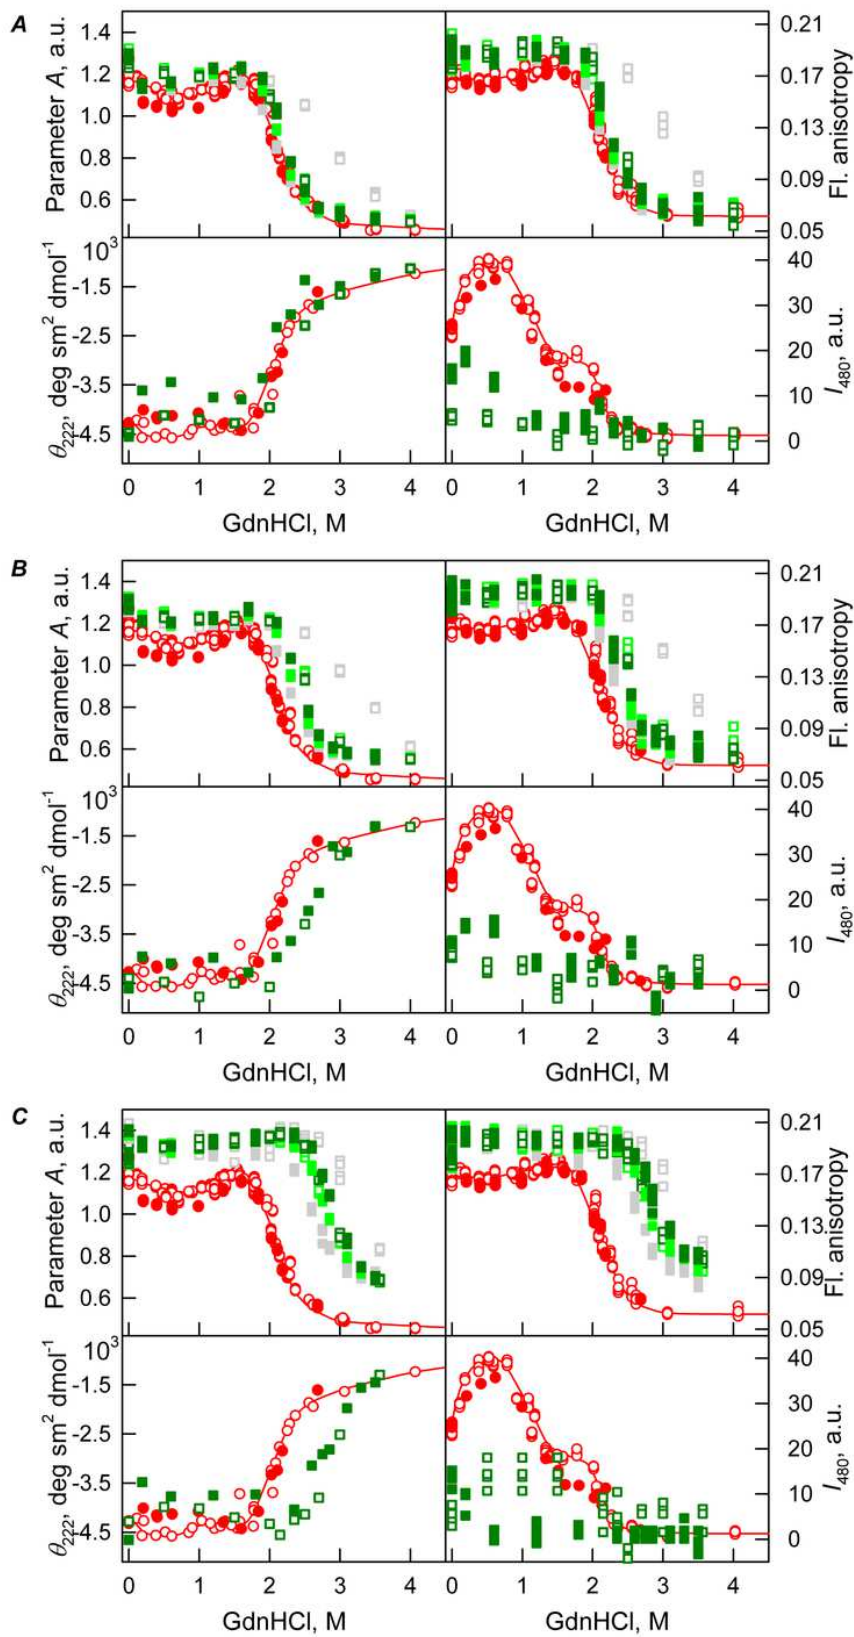 A
1.4
1.2
1.0
0.8
0.6
Parameter A, a.u.
0.21
0.17
0.13
0.09
0.05
Fl. anisotropy
10³
-1.5
-2.5
-3.5
-4.5
θ₂₂₂, deg sm² dmol⁻¹
40
30
20
10
0
I₄₈₀, a.u.
0 1 2 3 4 0 1 2 3 4
GdnHCl, M GdnHCl, M
B
1.4
1.2
1.0
0.8
0.6
Parameter A, a.u.
0.21
0.17
0.13
0.09
0.05
Fl. anisotropy
10³
-1.5
-2.5
-3.5
-4.5
θ₂₂₂, deg sm² dmol⁻¹
40
30
20
10
0
I₄₈₀, a.u.
0 1 2 3 4 0 1 2 3 4
GdnHCl, M GdnHCl, M
C
1.4
1.2
1.0
0.8
0.6
Parameter A, a.u.
0.21
0.17
0.13
0.09
0.05
Fl. anisotropy
10³
-1.5
-2.5
-3.5
-4.5
θ₂₂₂, deg sm² dmol⁻¹
40
30
20
10
0
I₄₈₀, a.u.
0 1 2 3 4 0 1 2 3 4
GdnHCl, M GdnHCl, M